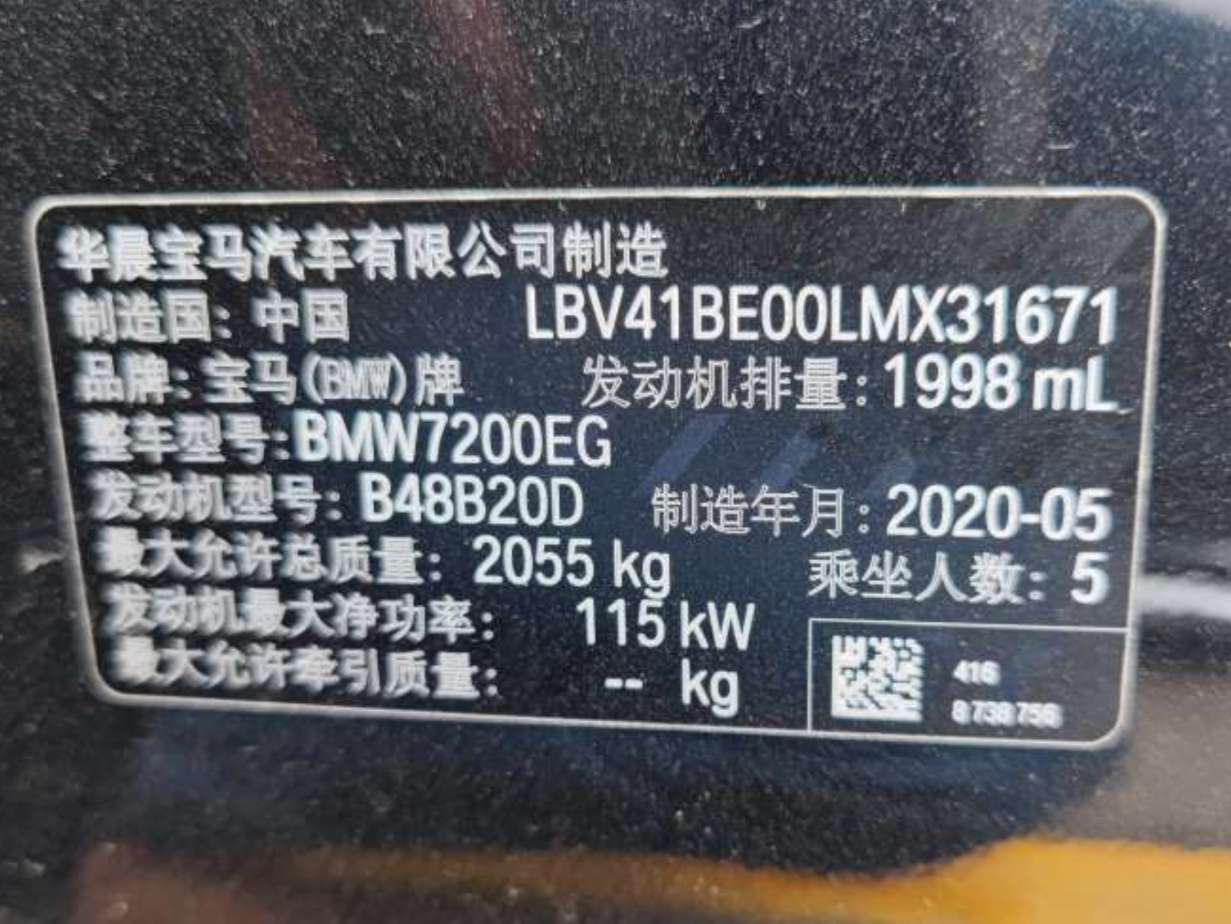 华晨宝马汽车有限公司制造
制造国: 中国 LBV41BE00LMX31671
品牌: 宝马(BMW)牌 发动机排量: 1998 mL
整车型号: BMW7200EG
发动机型号: B48B20D 制造年月: 2020-05
最大允许总质量: 2055 kg 乘坐人数: 5
发动机最大净功率: 115 kW
最大允许牵引质量: -- kg
416
8 738 756